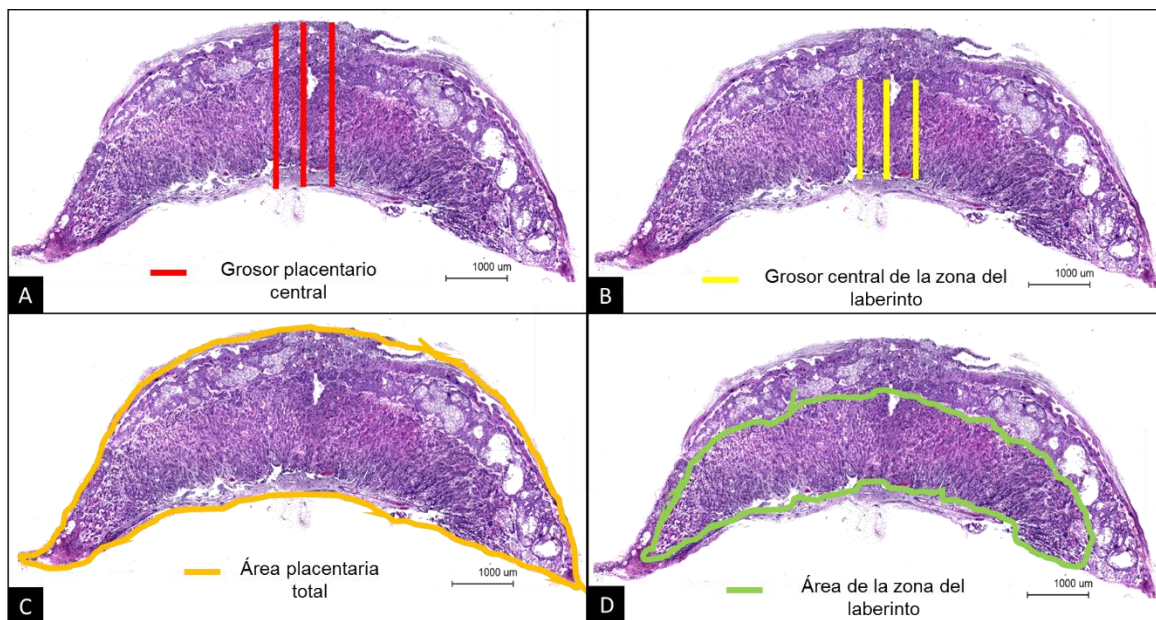 Grosor placentario
central
1000 um
A
Grosor central de la zona del
laberinto
1000 um
B
Área placentaria
total
1000 um
C
Área de la zona del
laberinto
1000 um
D